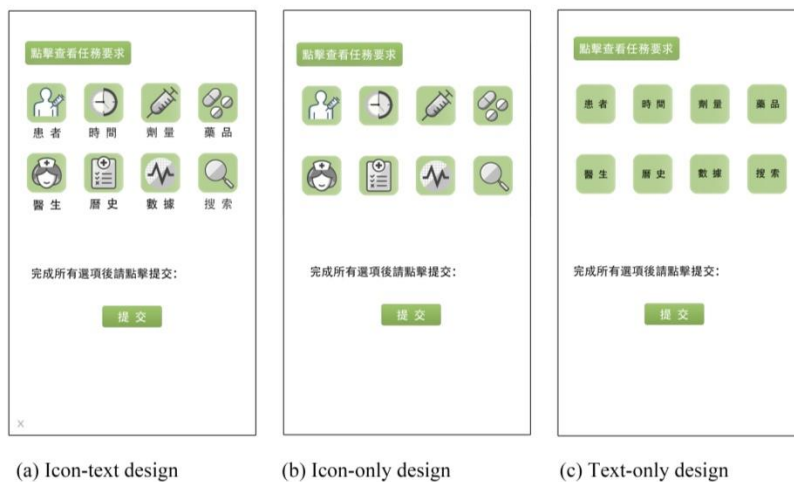 點擊查看任務要求
患者 時間 劑量 藥品
醫生 曆史 數據 搜索
完成所有選項後請點擊提交：
提交
×
(a) Icon-text design
點擊查看任務要求
完成所有選項後請點擊提交：
提交
(b) Icon-only design
點擊查看任務要求
患者 時間 劑量 藥品
醫生 曆史 數據 搜索
完成所有選項後請點擊提交：
提交
(c) Text-only design